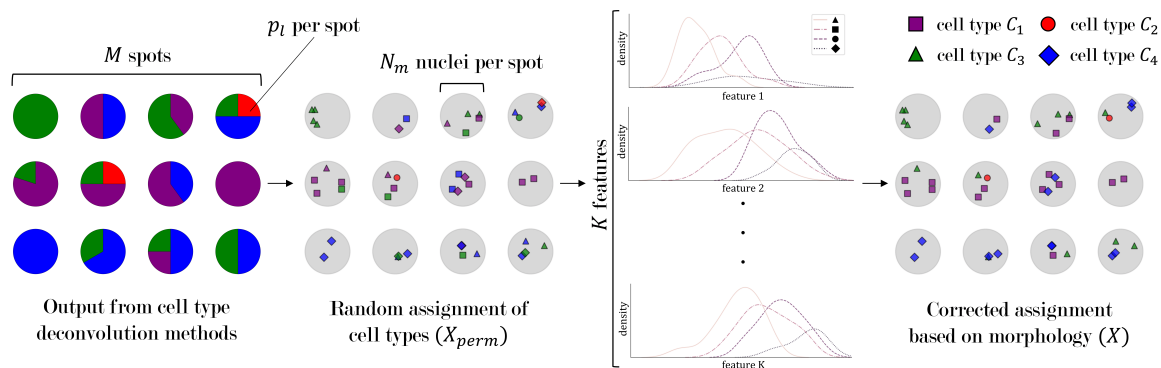 M spots
p_l per spot
Output from cell type
deconvolution methods
N_m nuclei per spot
Random assignment of
cell types (X_perm)
K features
density
feature 1
density
feature 2
density
feature K
cell type C_1
cell type C_2
cell type C_3
cell type C_4
Corrected assignment
based on morphology (X)